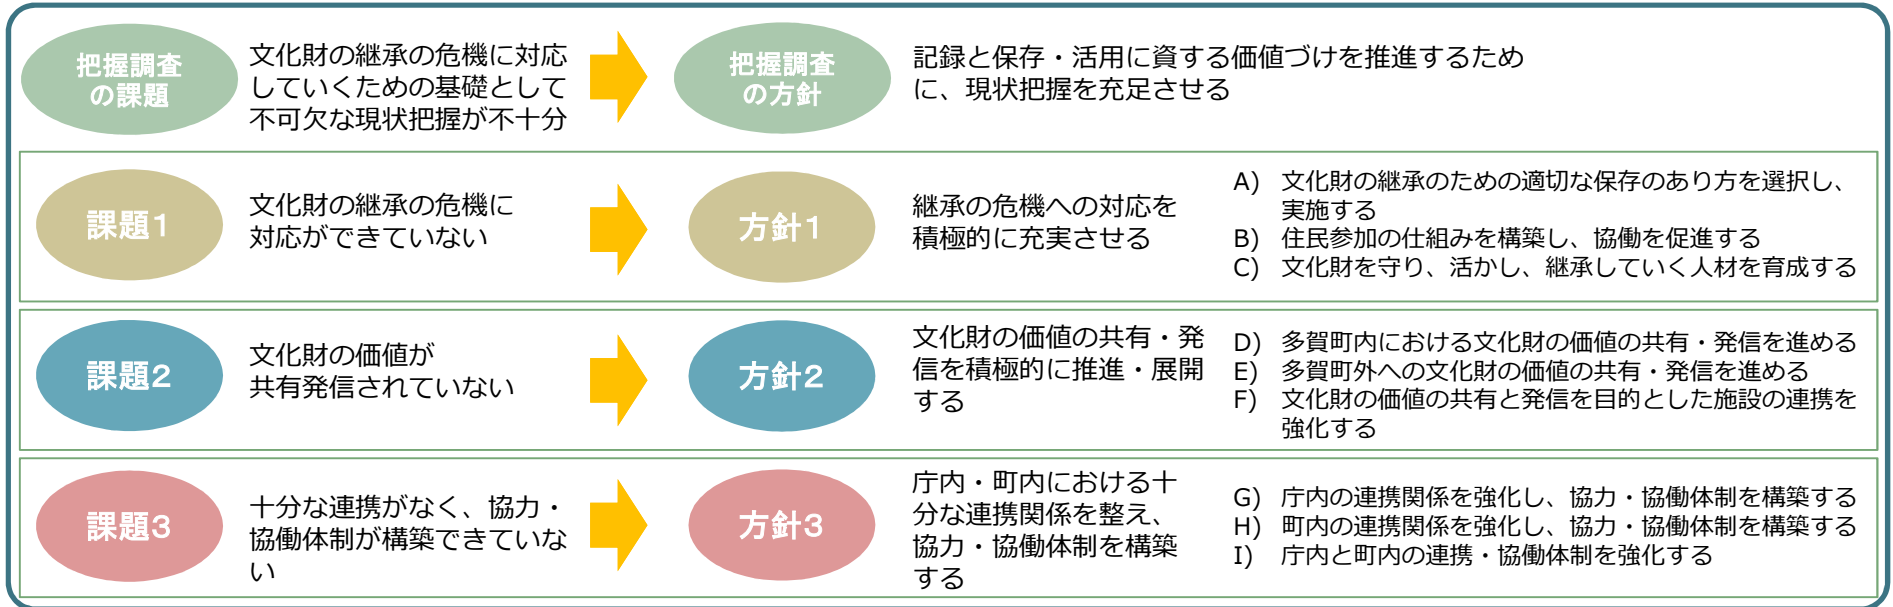 把握調査
の課題
文化財の継承の危機に対応
していくための基礎として
不可欠な現状把握が不十分
把握調査
の方針
記録と保存・活用に資する価値づけを推進するため
に、現状把握を充足させる
課題1
文化財の継承の危機に
対応ができていない
方針1
継承の危機への対応を
積極的に充実させる
A) 文化財の継承のための適切な保存のあり方を選択し、
実施する
B) 住民参加の仕組みを構築し、協働を促進する
C) 文化財を守り、活かし、継承していく人材を育成する
課題2
文化財の価値が
共有発信されていない
方針2
文化財の価値の共有・発
信を積極的に推進・展開
する
D) 多賀町内における文化財の価値の共有・発信を進める
E) 多賀町外への文化財の価値の共有・発信を進める
F) 文化財の価値の共有と発信を目的とした施設の連携を
強化する
課題3
十分な連携がなく、協力・
協働体制が構築できていな
い
方針3
庁内・町内における十
分な連携関係を整え、
協力・協働体制を構築
する
G) 庁内の連携関係を強化し、協力・協働体制を構築する
H) 町内の連携関係を強化し、協力・協働体制を構築する
I) 庁内と町内の連携・協働体制を強化する